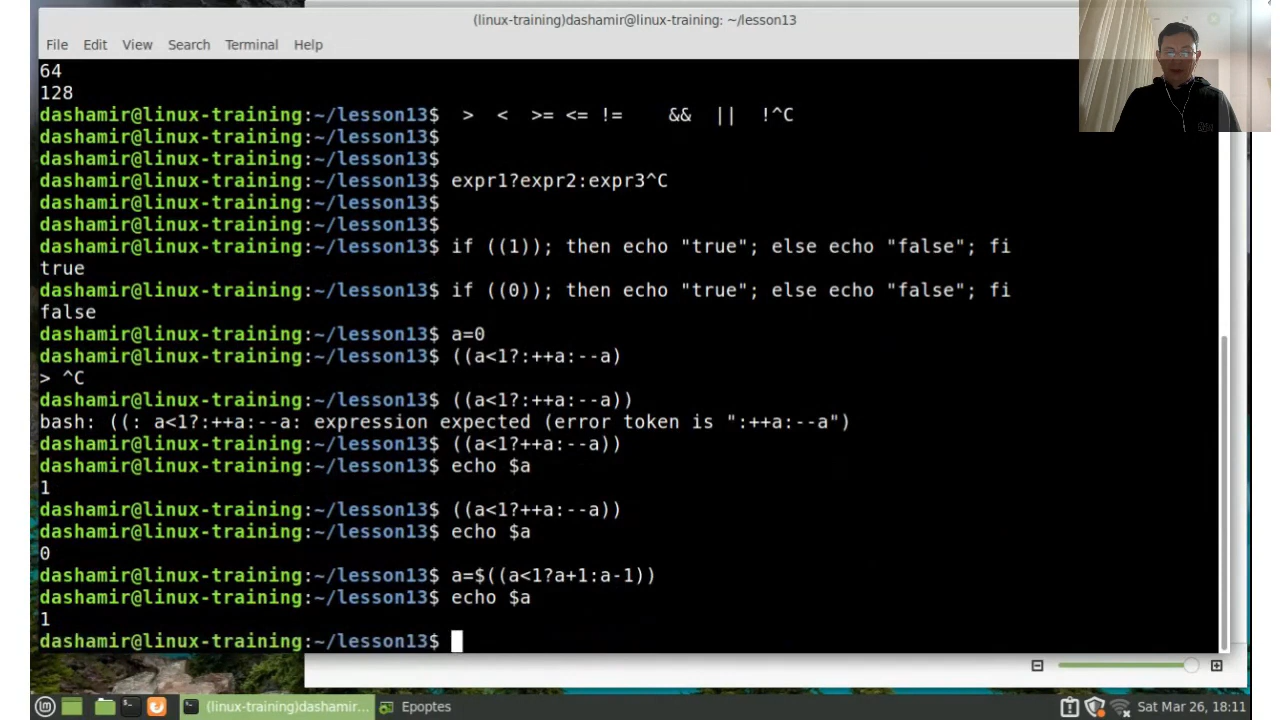 (linux-training)dashamir@linux-training: ~/lesson13
File Edit View Search Terminal Help
64
128
dashamir@linux-training:~/lesson13$  >  <  >= <= !=    &&  ||  !^C
dashamir@linux-training:~/lesson13$
dashamir@linux-training:~/lesson13$
dashamir@linux-training:~/lesson13$ expr1?expr2:expr3^C
dashamir@linux-training:~/lesson13$
dashamir@linux-training:~/lesson13$
dashamir@linux-training:~/lesson13$ if ((1)); then echo "true"; else echo "false"; fi
true
dashamir@linux-training:~/lesson13$ if ((0)); then echo "true"; else echo "false"; fi
false
dashamir@linux-training:~/lesson13$ a=0
dashamir@linux-training:~/lesson13$ ((a<1?:++a:--a)
> ^C
dashamir@linux-training:~/lesson13$ ((a<1?:++a:--a))
bash: ((: a<1?:++a:--a: expression expected (error token is ":++a:--a")
dashamir@linux-training:~/lesson13$ ((a<1?++a:--a))
dashamir@linux-training:~/lesson13$ echo $a
1
dashamir@linux-training:~/lesson13$ ((a<1?++a:--a))
dashamir@linux-training:~/lesson13$ echo $a
0
dashamir@linux-training:~/lesson13$ a=$((a<1?a+1:a-1))
dashamir@linux-training:~/lesson13$ echo $a
1
dashamir@linux-training:~/lesson13$
(linux-training)dashamir... Epoptes Sat Mar 26, 18:11